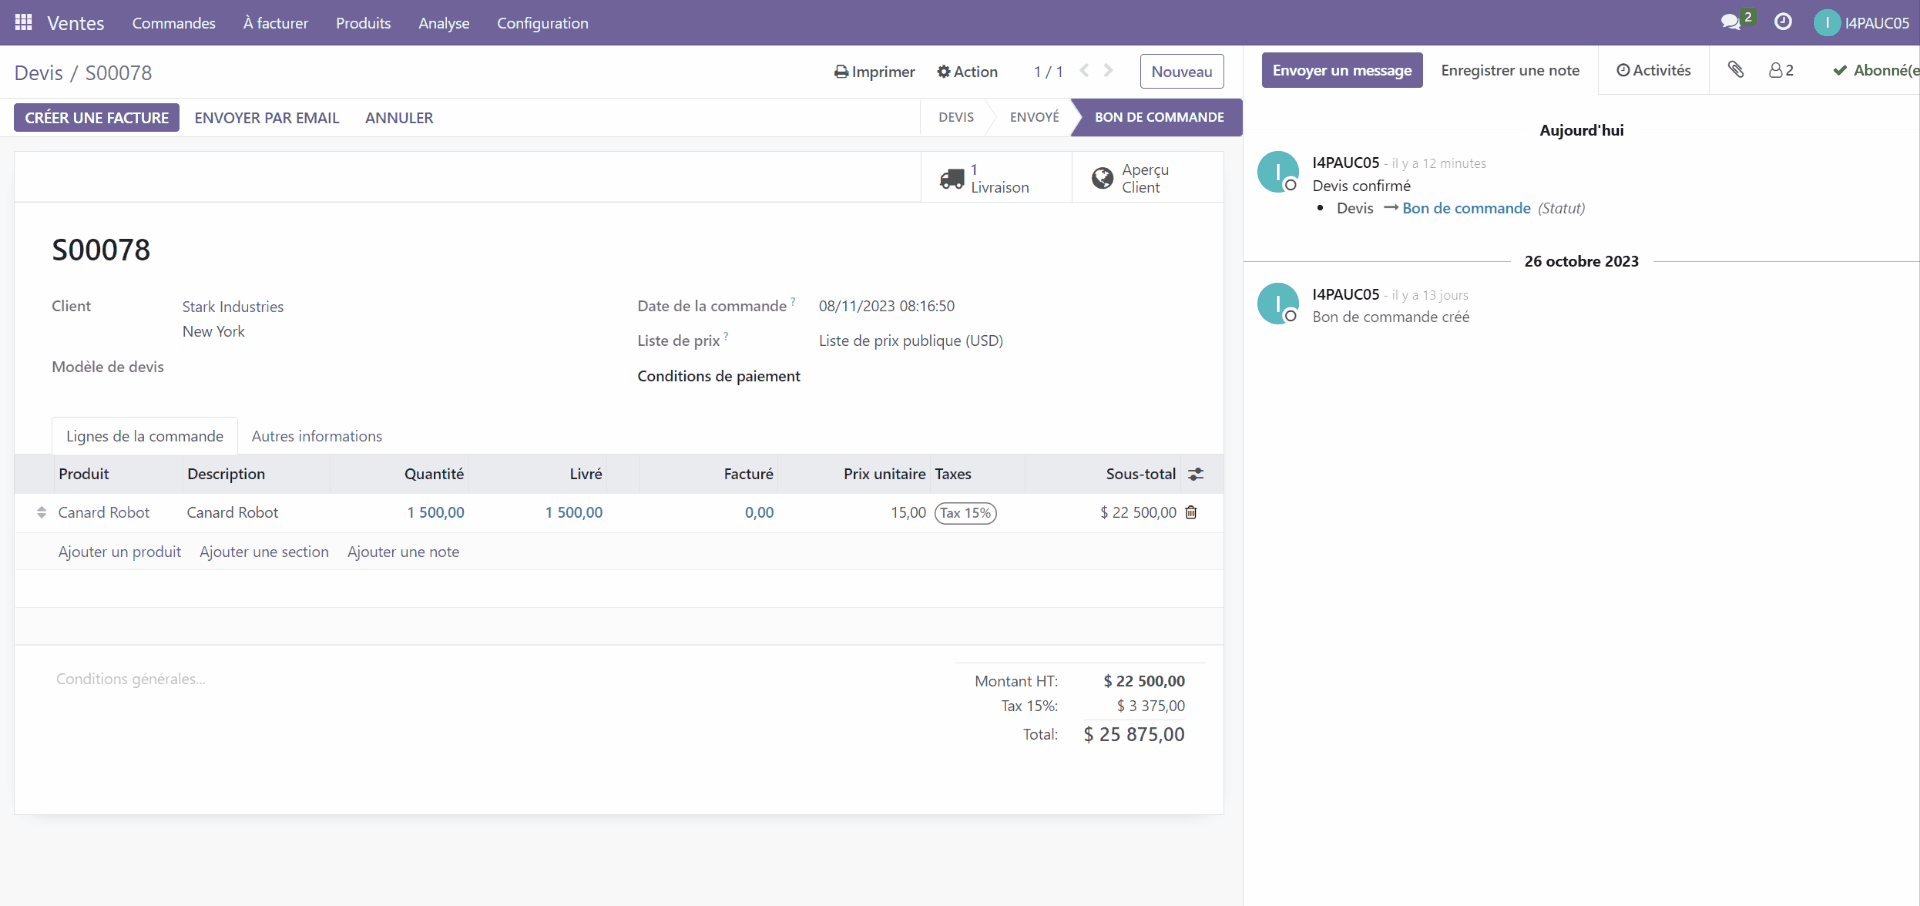 Ventes Commandes À facturer Produits Analyse Configuration 2 I I4PAUC05
Devis / S00078 Imprimer Action 1 / 1 Nouveau
CRÉER UNE FACTURE ENVOYER PAR EMAIL ANNULER DEVIS ENVOYÉ BON DE COMMANDE
1
Livraison
Aperçu
Client
S00078
Client Stark Industries
New York
Modèle de devis
Date de la commande ? 08/11/2023 08:16:50
Liste de prix ? Liste de prix publique (USD)
Conditions de paiement
Lignes de la commande Autres informations
Produit Description Quantité Livré Facturé Prix unitaire Taxes Sous-total
Canard Robot Canard Robot 1 500,00 1 500,00 0,00 15,00 Tax 15% $ 22 500,00
Ajouter un produit Ajouter une section Ajouter une note
Conditions générales...
Montant HT: $ 22 500,00
Tax 15%: $ 3 375,00
Total: $ 25 875,00
Envoyer un message Enregistrer une note Activités 2 Abonné(e
Aujourd'hui
I I4PAUC05 - il y a 12 minutes
Devis confirmé
• Devis → Bon de commande (Statut)
26 octobre 2023
I I4PAUC05 - il y a 13 jours
Bon de commande créé